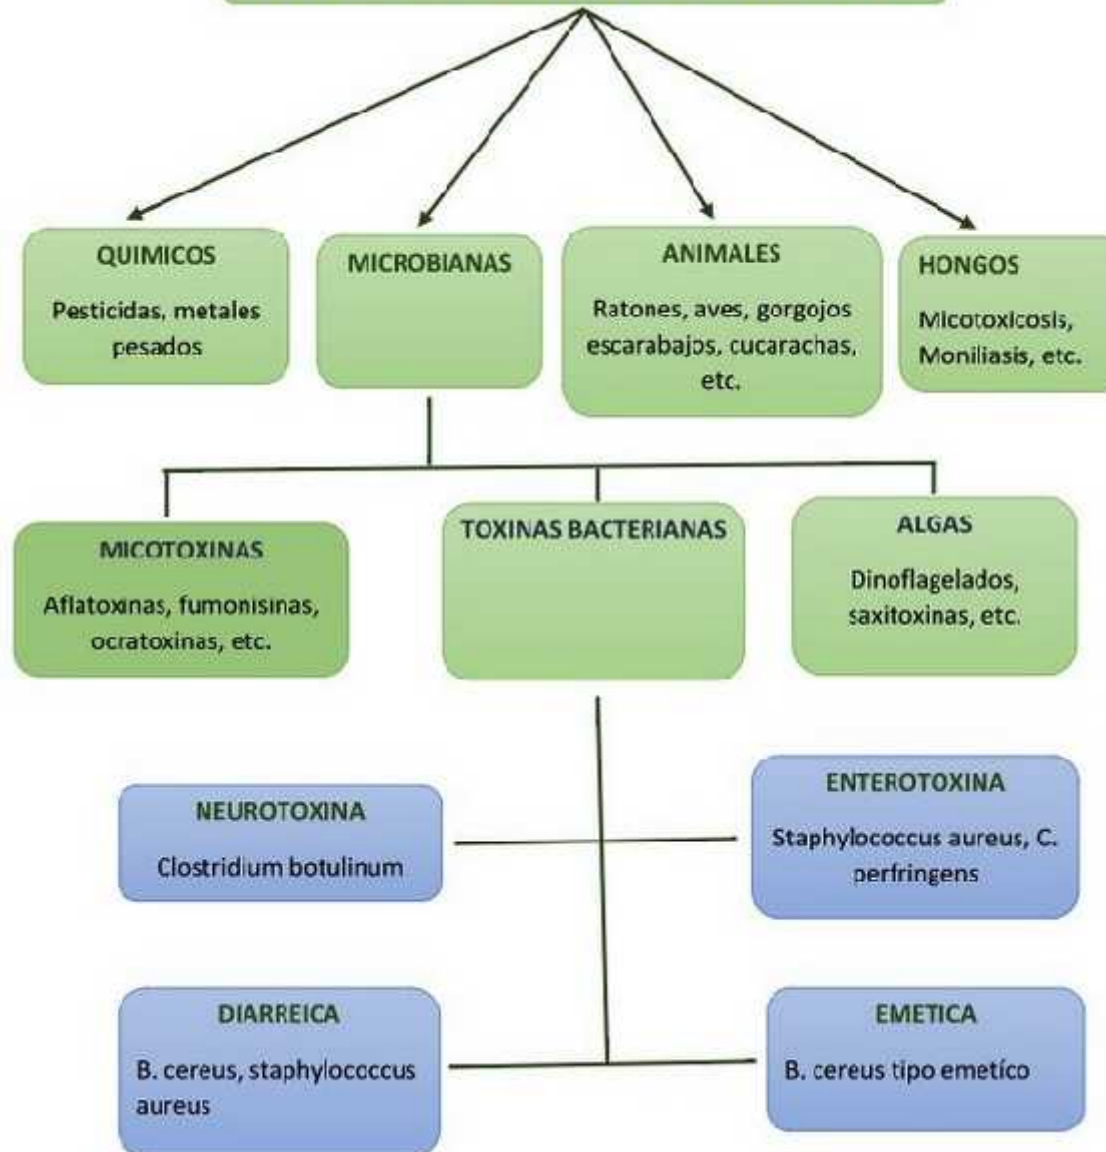 QUIMICOS
Pesticidas, metales
pesados
MICROBIANAS
ANIMALES
Ratones, aves, gorgojos
escarabajos, cucarachas,
etc.
HONGOS
Micotoxicosis,
Moniliasis, etc.
MICOTOXINAS
Aflatoxinas, fumonisinas,
ocratoxinas, etc.
TOXINAS BACTERIANAS
ALGAS
Dinoflagelados,
saxitoxinas, etc.
NEUROTOXINA
Clostridium botulinum
ENTEROTOXINA
Staphylococcus aureus, C.
perfringens
DIARREICA
B. cereus, staphylococcus
aureus
EMETICA
B. cereus tipo emetíco